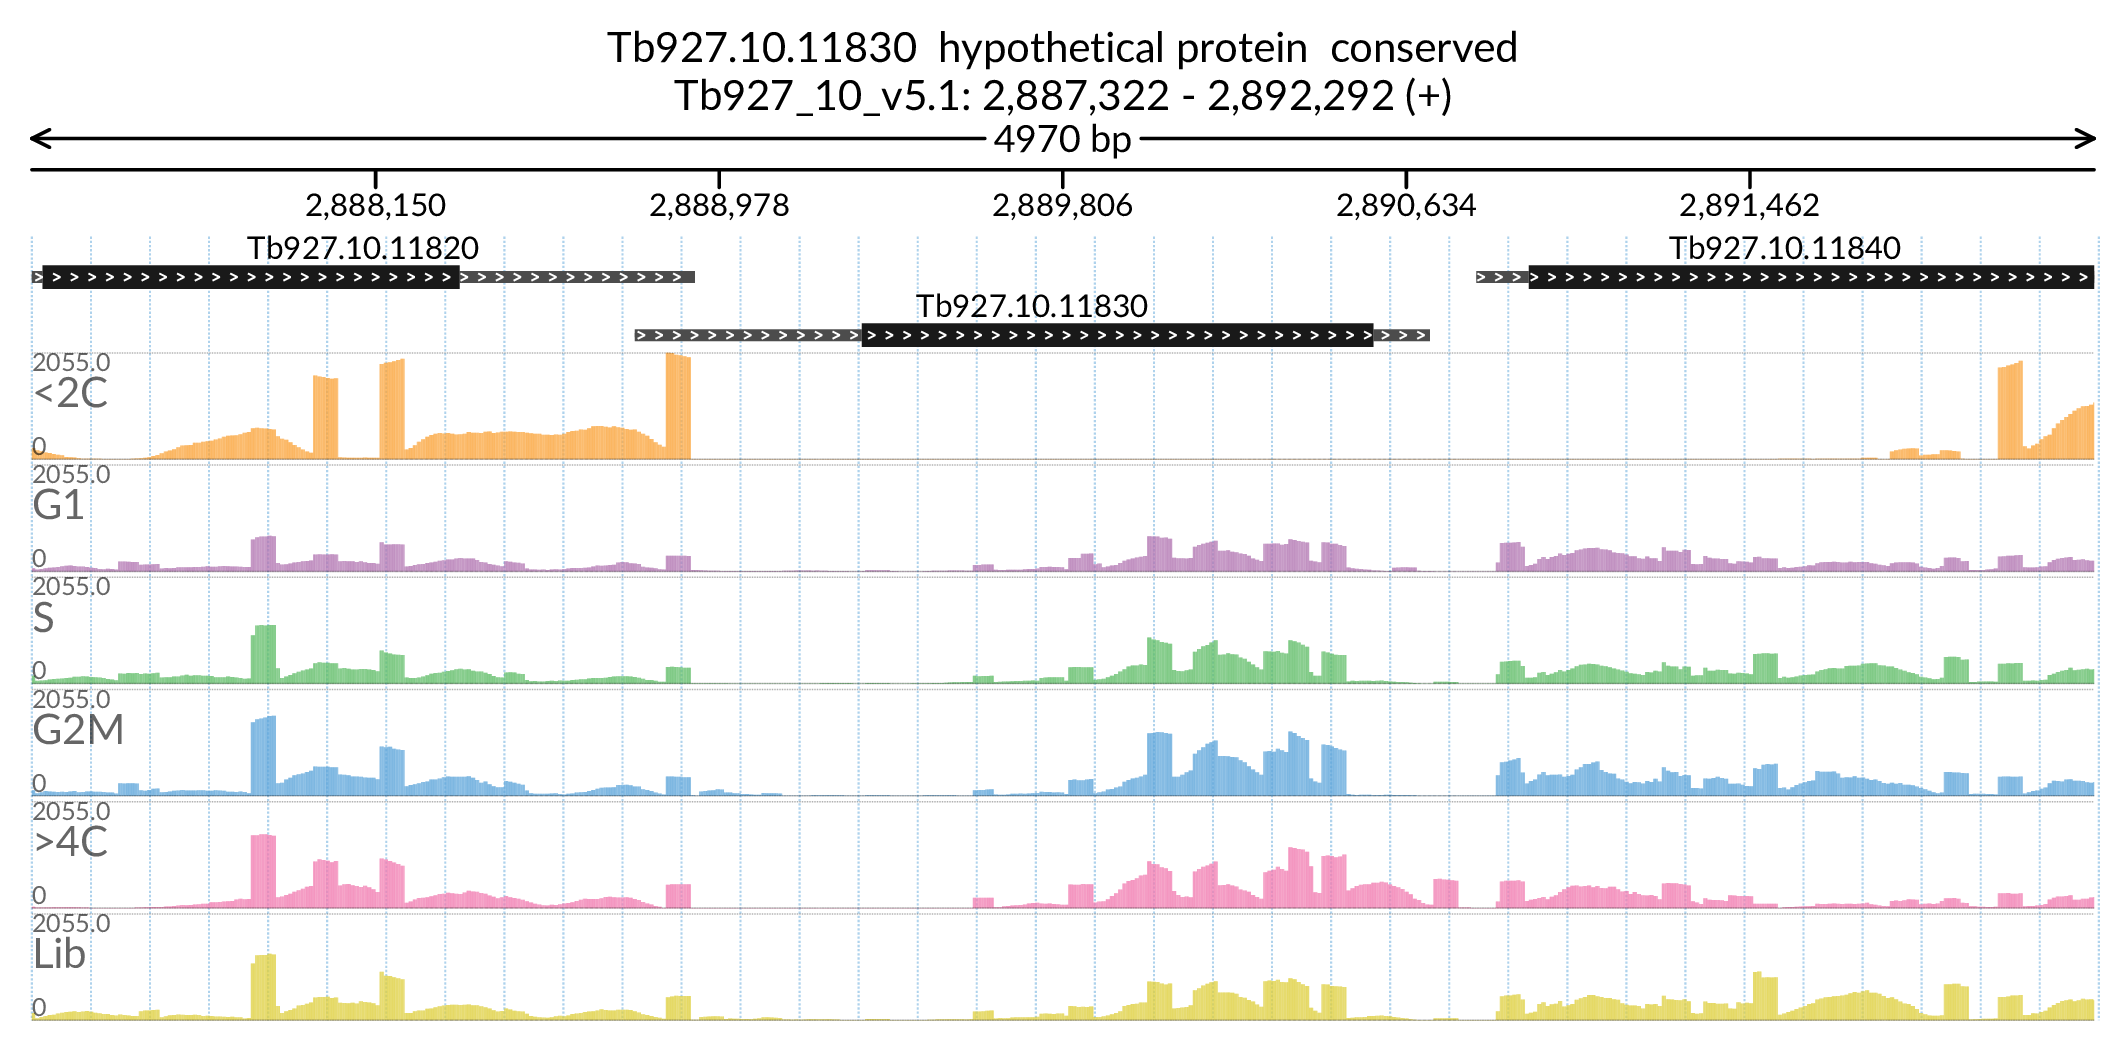 Tb927.10.11830  hypothetical protein  conserved
Tb927_10_v5.1: 2,887,322 - 2,892,292 (+)
4970 bp
2,888,150 2,888,978 2,889,806 2,890,634 2,891,462
Tb927.10.11820 Tb927.10.11840
Tb927.10.11830
2055.0
<2C
0
2055.0
G1
0
2055.0
S
0
2055.0
G2M
0
2055.0
>4C
0
2055.0
Lib
0